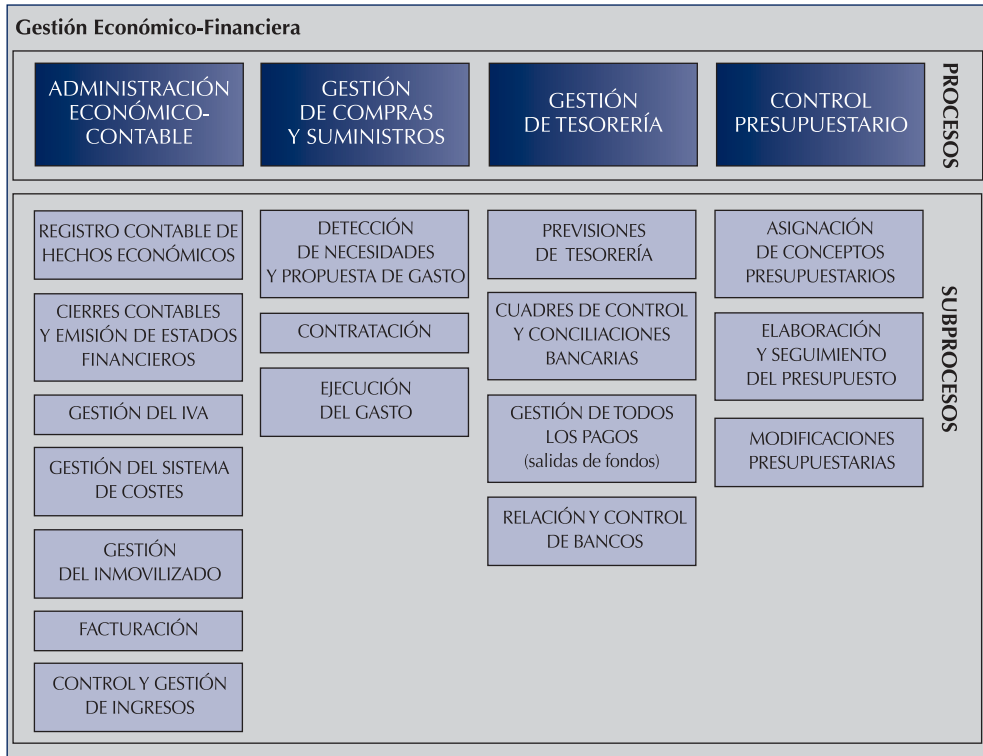 Gestión Económico-Financiera
ADMINISTRACIÓN
ECONÓMICO-
CONTABLE
GESTIÓN
DE COMPRAS
Y SUMINISTROS
GESTIÓN
DE TESORERÍA
CONTROL
PRESUPUESTARIO
PROCESOS
REGISTRO CONTABLE DE
HECHOS ECONÓMICOS
CIERRES CONTABLES
Y EMISIÓN DE ESTADOS
FINANCIEROS
GESTIÓN DEL IVA
GESTIÓN DEL SISTEMA
DE COSTES
GESTIÓN
DEL INMOVILIZADO
FACTURACIÓN
CONTROL Y GESTIÓN
DE INGRESOS
DETECCIÓN
DE NECESIDADES
Y PROPUESTA DE GASTO
CONTRATACIÓN
EJECUCIÓN
DEL GASTO
PREVISIONES
DE TESORERÍA
CUADRES DE CONTROL
Y CONCILIACIONES
BANCARIAS
GESTIÓN DE TODOS
LOS PAGOS
(salidas de fondos)
RELACIÓN Y CONTROL
DE BANCOS
ASIGNACIÓN
DE CONCEPTOS
PRESUPUESTARIOS
ELABORACIÓN
Y SEGUIMIENTO
DEL PRESUPUESTO
MODIFICACIONES
PRESUPUESTARIAS
SUBPROCESOS